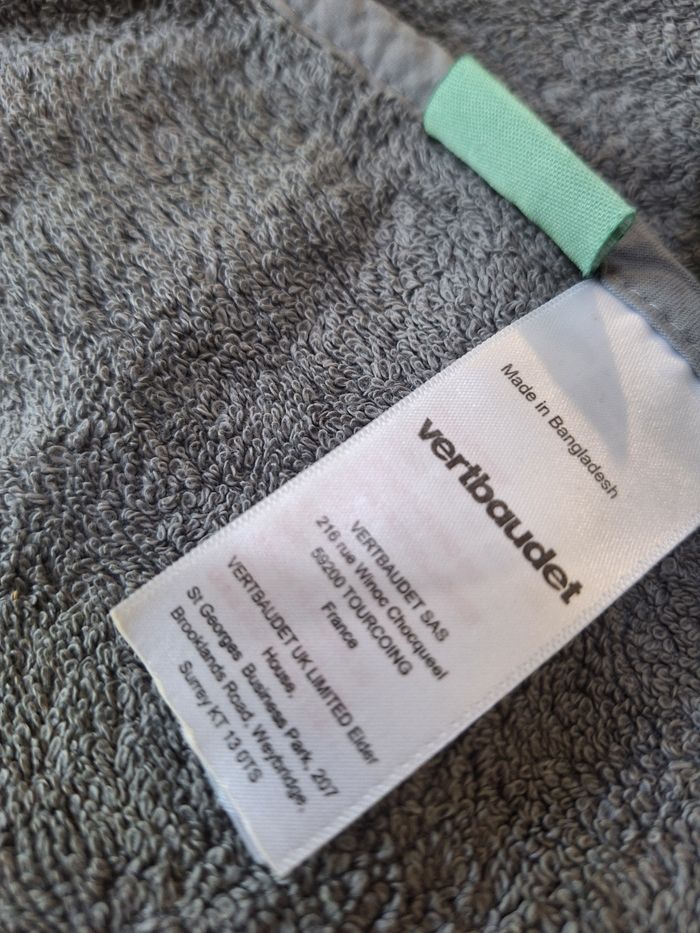 Made in Bangladesh
vertbaudet
VERTBAUDET SAS
216 rue Winoc Chocqueel
59200 TOURCOING
France
VERTBAUDET UK LIMITED Elder
House,
St Georges Business Park, 207
Brooklands Road, Weybridge,
Surrey KT 13 0TS